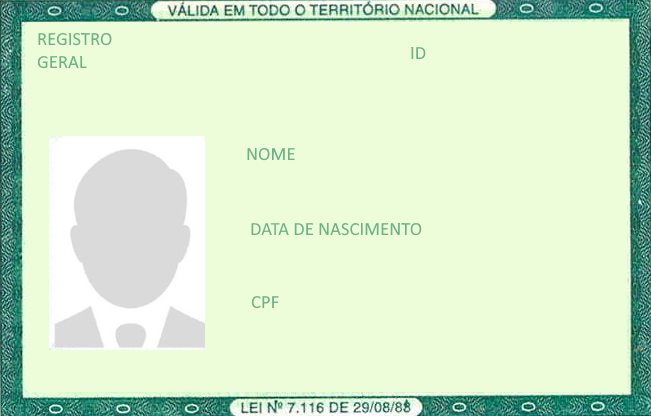 VÁLIDA EM TODO O TERRITÓRIO NACIONAL
REGISTRO
GERAL
ID
NOME
DATA DE NASCIMENTO
CPF
LEI Nº 7.116 DE 29/08/83